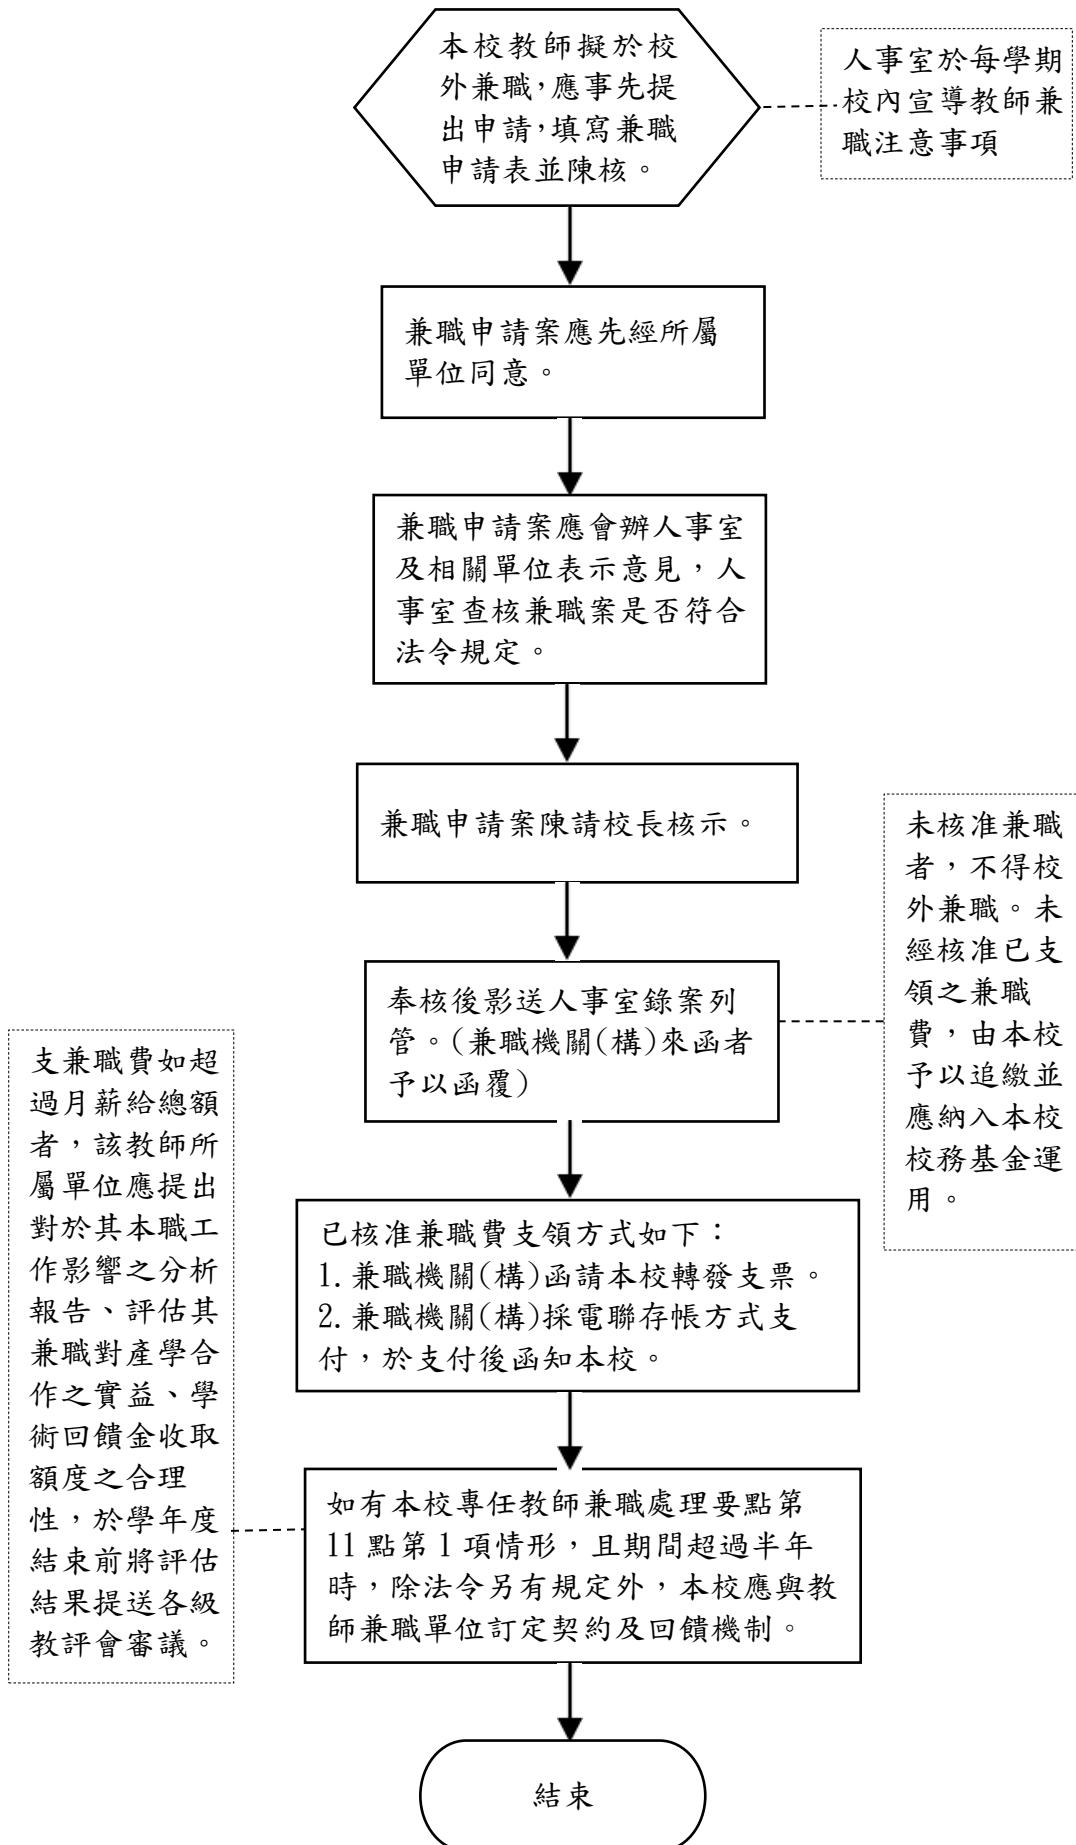 本校教師擬於校
外兼職，應事先提
出申請，填寫兼職
申請表並陳核。
人事室於每學期
校內宣導教師兼
職注意事項
兼職申請案應先經所屬
單位同意。
兼職申請案應會辦人事室
及相關單位表示意見，人
事室查核兼職案是否符合
法令規定。
兼職申請案陳請校長核示。
奉核後影送人事室錄案列
管。(兼職機關(構)來函者
予以函覆)
未核准兼職
者，不得校
外兼職。未
經核准已支
領之兼職
費，由本校
予以追繳並
應納入本校
校務基金運
用。
已核准兼職費支領方式如下：
1. 兼職機關(構)函請本校轉發支票。
2. 兼職機關(構)採電聯存帳方式支
付，於支付後函知本校。
支兼職費如超
過月薪給總額
者，該教師所
屬單位應提出
對於其本職工
作影響之分析
報告、評估其
兼職對產學合
作之實益、學
術回饋金收取
額度之合理
性，於學年度
結束前將評估
結果提送各級
教評會審議。
如有本校專任教師兼職處理要點第
11 點第 1 項情形，且期間超過半年
時，除法令另有規定外，本校應與教
師兼職單位訂定契約及回饋機制。
結束